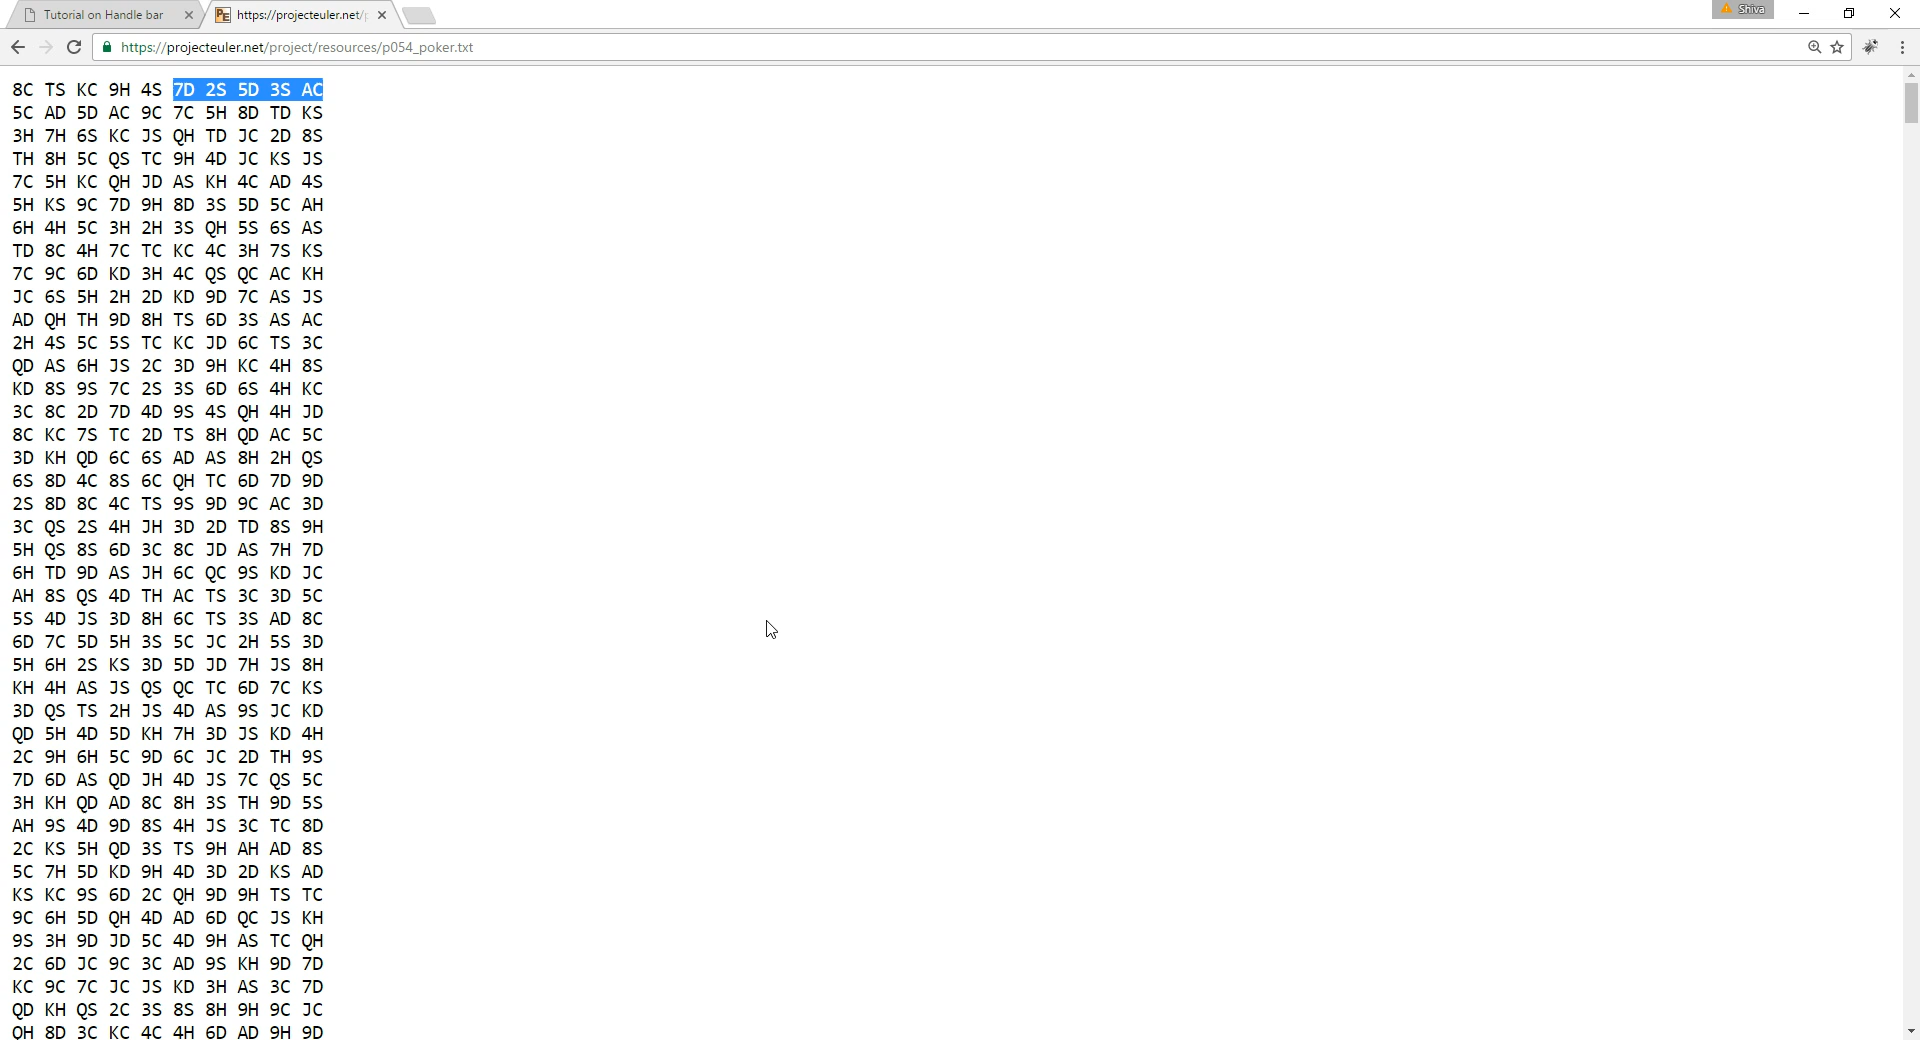 Tutorial on Handle bar
https://projecteuler.net/p
Shiva
https://projecteuler.net/project/resources/p054_poker.txt
8C TS KC 9H 4S 7D 2S 5D 3S AC
5C AD 5D AC 9C 7C 5H 8D TD KS
3H 7H 6S KC JS QH TD JC 2D 8S
TH 8H 5C QS TC 9H 4D JC KS JS
7C 5H KC QH JD AS KH 4C AD 4S
5H KS 9C 7D 9H 8D 3S 5D 5C AH
6H 4H 5C 3H 2H 3S QH 5S 6S AS
TD 8C 4H 7C TC KC 4C 3H 7S KS
7C 9C 6D KD 3H 4C QS QC AC KH
JC 6S 5H 2H 2D KD 9D 7C AS JS
AD QH TH 9D 8H TS 6D 3S AS AC
2H 4S 5C 5S TC KC JD 6C TS 3C
QD AS 6H JS 2C 3D 9H KC 4H 8S
KD 8S 9S 7C 2S 3S 6D 6S 4H KC
3C 8C 2D 7D 4D 9S 4S QH 4H JD
8C KC 7S TC 2D TS 8H QD AC 5C
3D KH QD 6C 6S AD AS 8H 2H QS
6S 8D 4C 8S 6C QH TC 6D 7D 9D
2S 8D 8C 4C TS 9S 9D 9C AC 3D
3C QS 2S 4H JH 3D 2D TD 8S 9H
5H QS 8S 6D 3C 8C JD AS 7H 7D
6H TD 9D AS JH 6C QC 9S KD JC
AH 8S QS 4D TH AC TS 3C 3D 5C
5S 4D JS 3D 8H 6C TS 3S AD 8C
6D 7C 5D 5H 3S 5C JC 2H 5S 3D
5H 6H 2S KS 3D 5D JD 7H JS 8H
KH 4H AS JS QS QC TC 6D 7C KS
3D QS TS 2H JS 4D AS 9S JC KD
QD 5H 4D 5D KH 7H 3D JS KD 4H
2C 9H 6H 5C 9D 6C JC 2D TH 9S
7D 6D AS QD JH 4D JS 7C QS 5C
3H KH QD AD 8C 8H 3S TH 9D 5S
AH 9S 4D 9D 8S 4H JS 3C TC 8D
2C KS 5H QD 3S TS 9H AH AD 8S
5C 7H 5D KD 9H 4D 3D 2D KS AD
KS KC 9S 6D 2C QH 9D 9H TS TC
9C 6H 5D QH 4D AD 6D QC JS KH
9S 3H 9D JD 5C 4D 9H AS TC QH
2C 6D JC 9C 3C AD 9S KH 9D 7D
KC 9C 7C JC JS KD 3H AS 3C 7D
QD KH QS 2C 3S 8S 8H 9H 9C JC
QH 8D 3C KC 4C 4H 6D AD 9H 9D